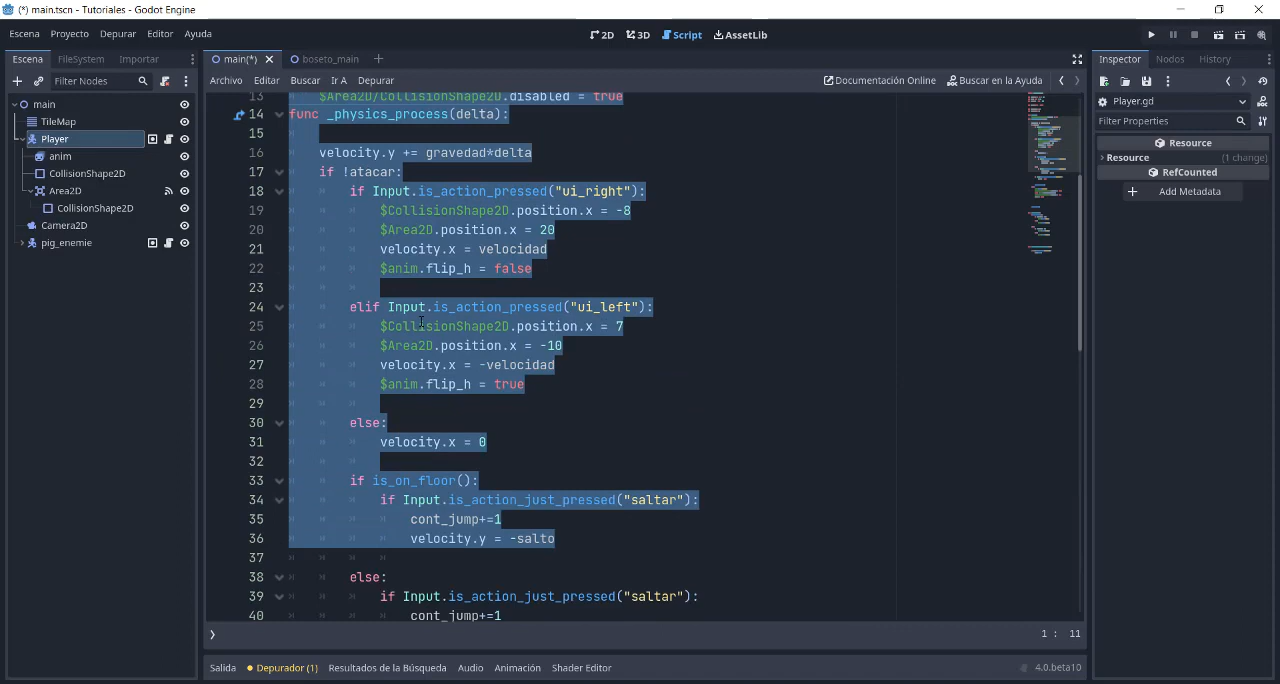 (*) main.tscn - Tutoriales - Godot Engine
Escena Proyecto Depurar Editor Ayuda
2D 3D Script AssetLib
Escena FileSystem Importar
main(*) boseto_main
Inspector Nodos History
Filter Nodes
Archivo Editar Buscar Ir A Depurar
Documentación Online Buscar en la Ayuda
main
TileMap
Player
anim
CollisionShape2D
Area2D
CollisionShape2D
Camera2D
pig_enemie
13 $Area2D/CollisionShape2D.disabled = true
14 func _physics_process(delta):
15
16 velocity.y += gravedad*delta
17 if !atacar:
18 if Input.is_action_pressed("ui_right"):
19 $CollisionShape2D.position.x = -8
20 $Area2D.position.x = 20
21 velocity.x = velocidad
22 $anim.flip_h = false
23
24 elif Input.is_action_pressed("ui_left"):
25 $CollisionShape2D.position.x = 7
26 $Area2D.position.x = -10
27 velocity.x = -velocidad
28 $anim.flip_h = true
29
30 else:
31 velocity.x = 0
32
33 if is_on_floor():
34 if Input.is_action_just_pressed("saltar"):
35 cont_jump+=1
36 velocity.y = -salto
37
38 else:
39 if Input.is_action_just_pressed("saltar"):
40 cont_jump+=1
1 : 11
Player.gd
Filter Properties
Resource
Resource (1 change)
RefCounted
Add Metadata
Salida Depurador (1) Resultados de la Búsqueda Audio Animación Shader Editor
4.0.beta10